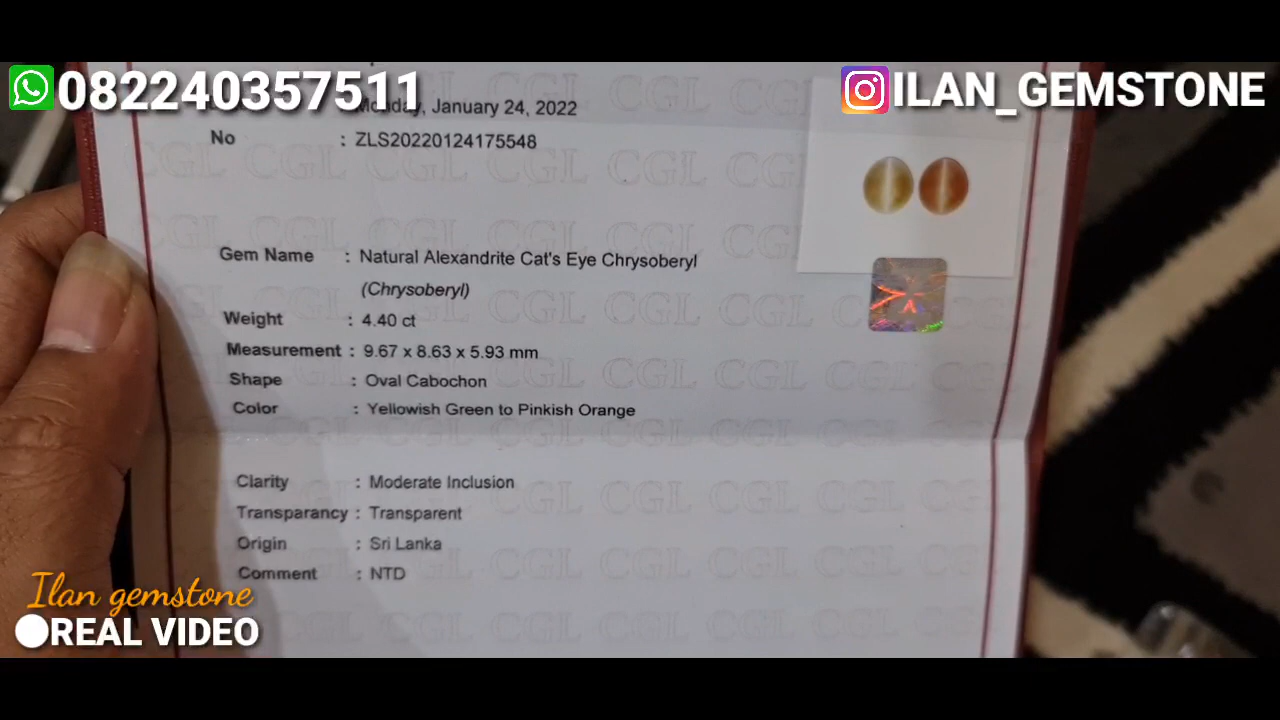 082240357511
ILAN_GEMSTONE
Monday, January 24, 2022
No : ZLS20220124175548
Gem Name : Natural Alexandrite Cat's Eye Chrysoberyl
(Chrysoberyl)
Weight : 4.40 ct
Measurement : 9.67 x 8.63 x 5.93 mm
Shape : Oval Cabochon
Color : Yellowish Green to Pinkish Orange
Clarity : Moderate Inclusion
Transparancy : Transparent
Origin : Sri Lanka
Comment : NTD
Ilan gemstone
REAL VIDEO